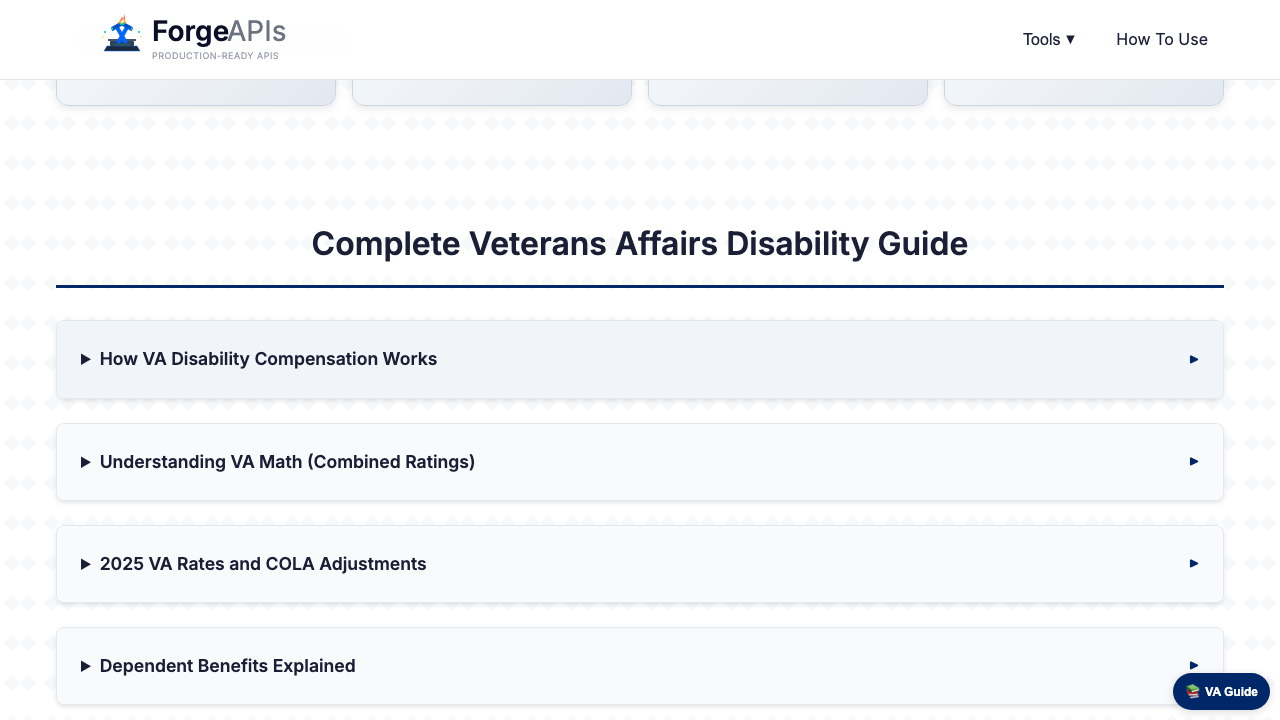 ForgeAPIs
PRODUCTION-READY APIS
Tools ▼
How To Use
Complete Veterans Affairs Disability Guide
How VA Disability Compensation Works
Understanding VA Math (Combined Ratings)
2025 VA Rates and COLA Adjustments
Dependent Benefits Explained
📚 VA Guide